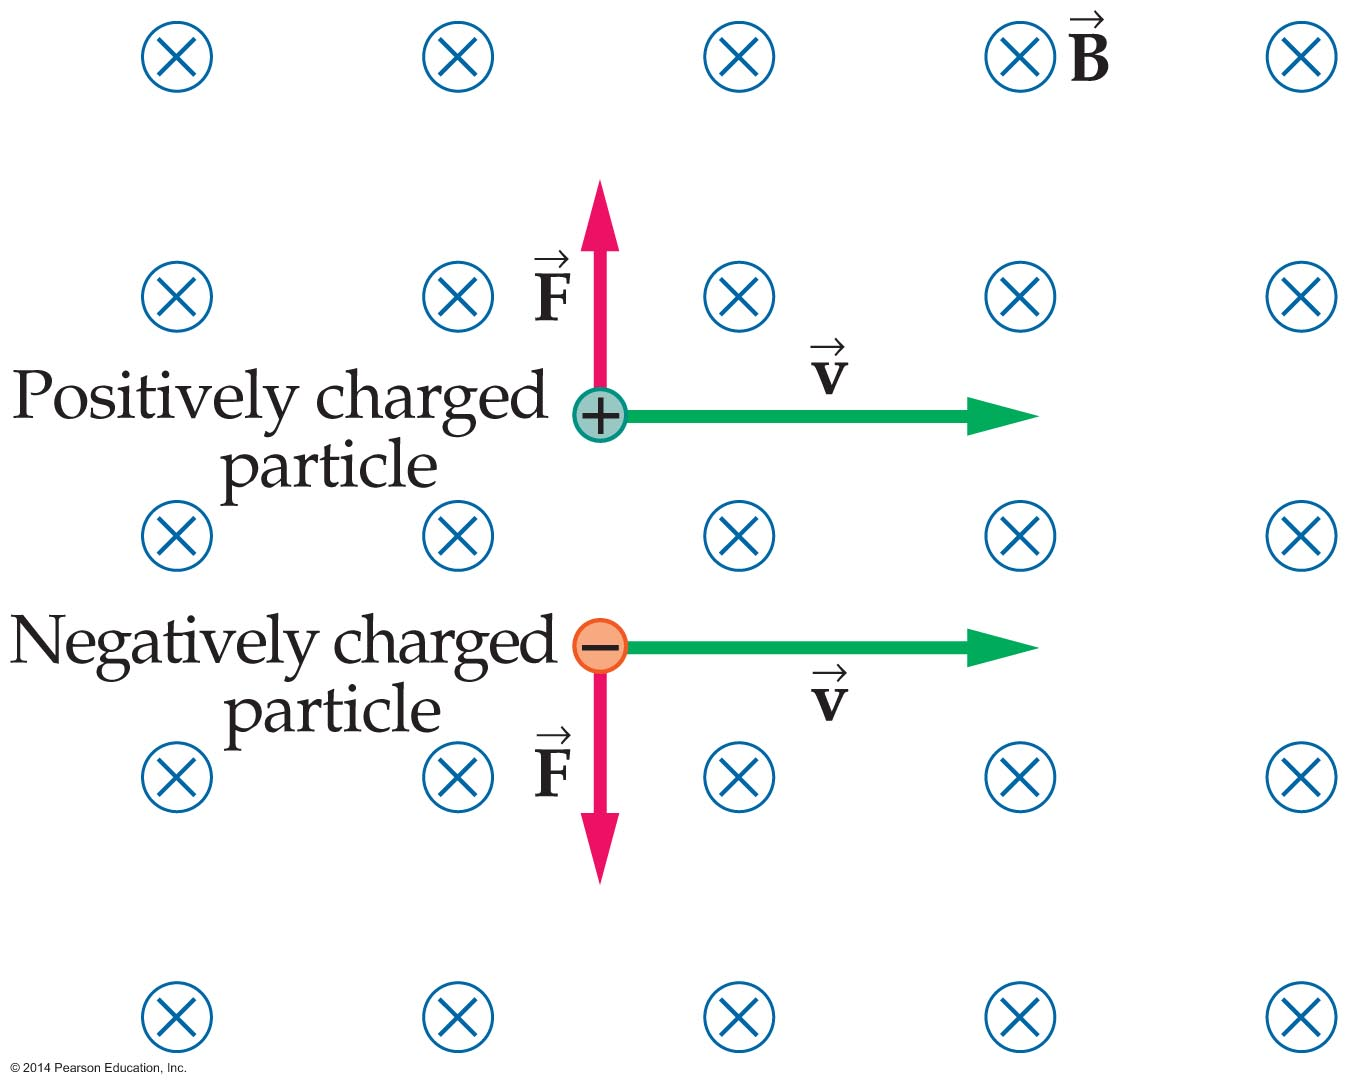 B
F
v
Positively charged
particle
+
Negatively charged
particle
−
v
F
© 2014 Pearson Education, Inc.